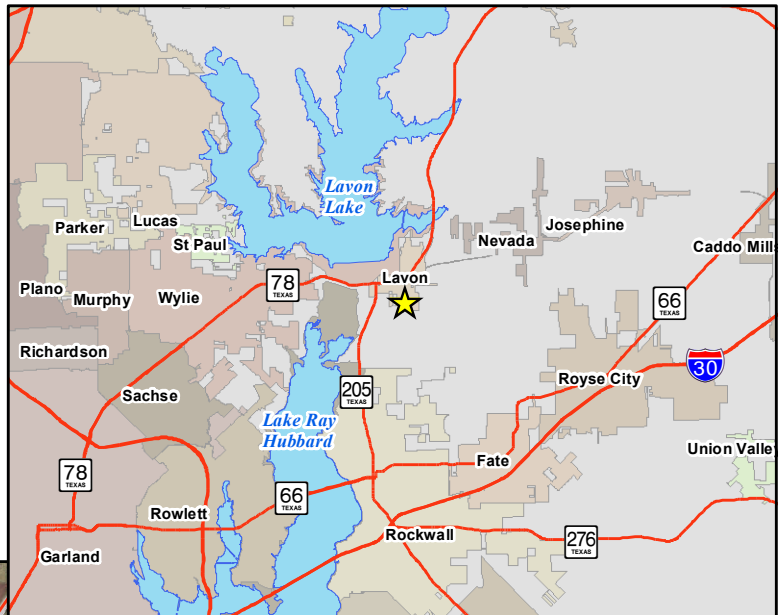 Lavon
Lake
Parker
Lucas
St Paul
Nevada
Josephine
Caddo Mills
Plano
Murphy
Wylie
78
TEXAS
Lavon
66
TEXAS
Richardson
30
Sachse
205
TEXAS
Royse City
Lake Ray
Hubbard
Union Valley
78
TEXAS
Fate
66
TEXAS
Rowlett
Rockwall
276
TEXAS
Garland